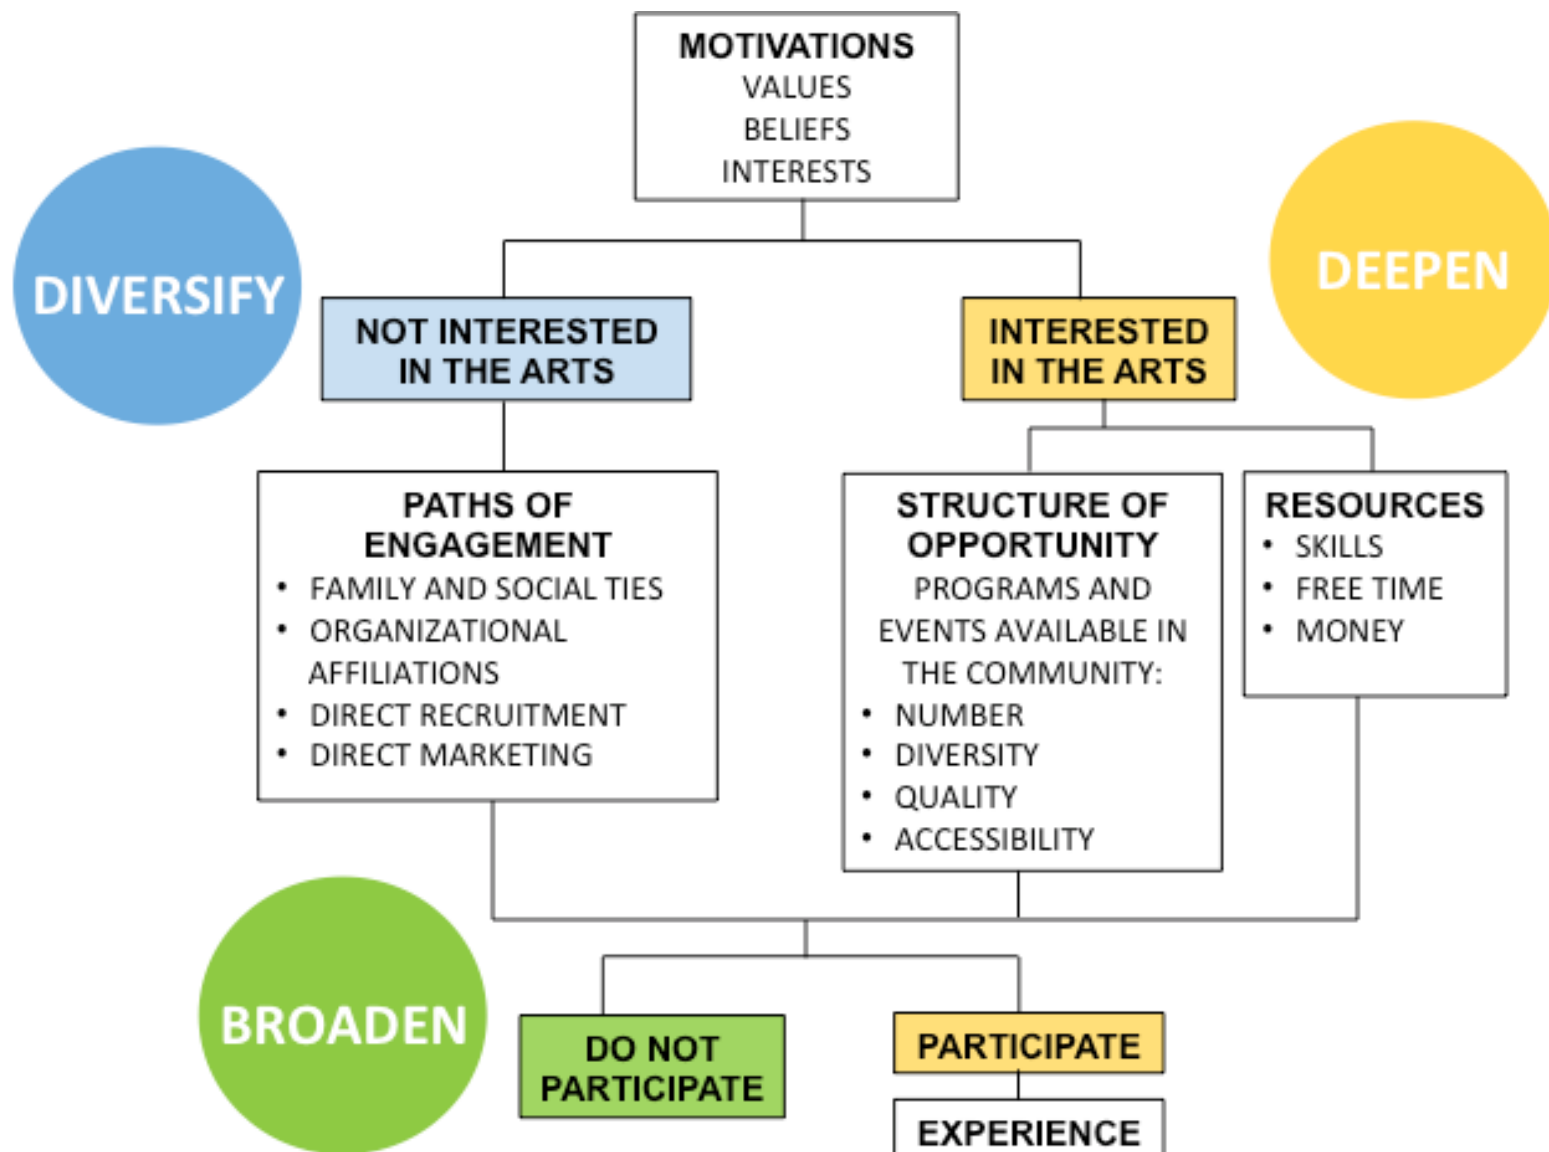 MOTIVATIONS
VALUES
BELIEFS
INTERESTS
DIVERSIFY
DEEPEN
NOT INTERESTED
IN THE ARTS
INTERESTED
IN THE ARTS
PATHS OF
ENGAGEMENT
• FAMILY AND SOCIAL TIES
• ORGANIZATIONAL
AFFILIATIONS
• DIRECT RECRUITMENT
• DIRECT MARKETING
STRUCTURE OF
OPPORTUNITY
PROGRAMS AND
EVENTS AVAILABLE IN
THE COMMUNITY:
• NUMBER
• DIVERSITY
• QUALITY
• ACCESSIBILITY
RESOURCES
• SKILLS
• FREE TIME
• MONEY
BROADEN
DO NOT
PARTICIPATE
PARTICIPATE
EXPERIENCE